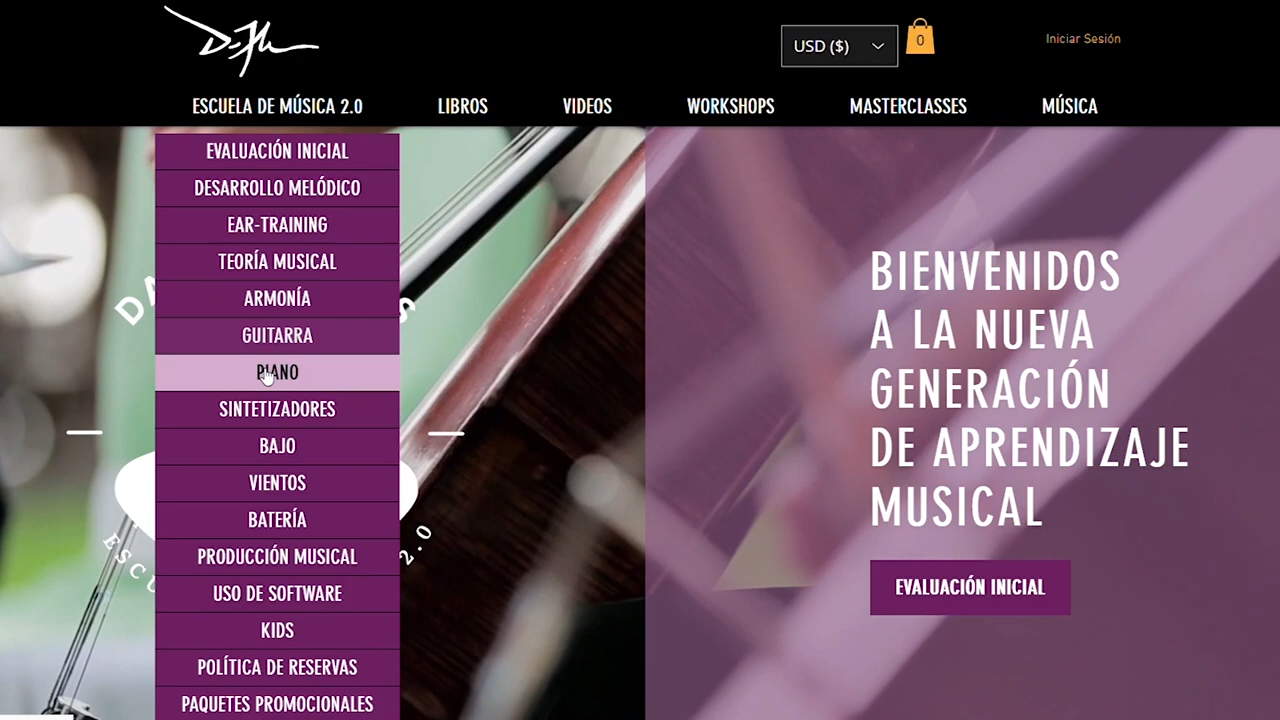 USD ($)
0
Iniciar Sesión
ESCUELA DE MÚSICA 2.0
LIBROS
VIDEOS
WORKSHOPS
MASTERCLASSES
MÚSICA
EVALUACIÓN INICIAL
DESARROLLO MELÓDICO
EAR-TRAINING
TEORÍA MUSICAL
ARMONÍA
GUITARRA
PIANO
SINTETIZADORES
BAJO
VIENTOS
BATERÍA
PRODUCCIÓN MUSICAL
USO DE SOFTWARE
KIDS
POLÍTICA DE RESERVAS
PAQUETES PROMOCIONALES
2.0
BIENVENIDOS
A LA NUEVA
GENERACIÓN
DE APRENDIZAJE
MUSICAL
EVALUACIÓN INICIAL